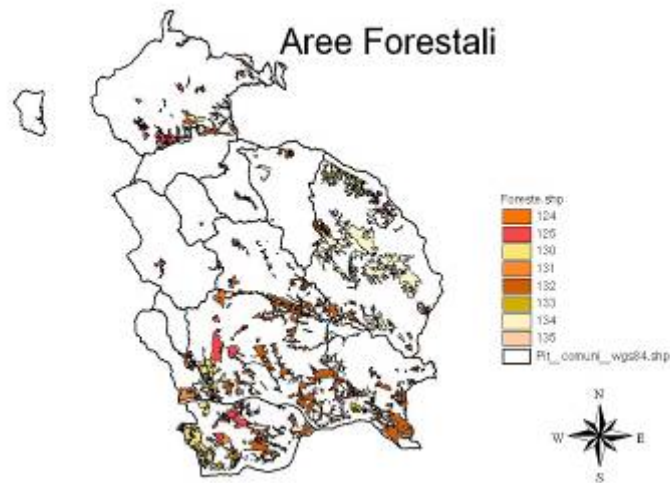 Aree Forestali
Foreste.shp
124
125
130
131
132
133
134
135
Pit_comuni_wgs84.shp
N
W E
S